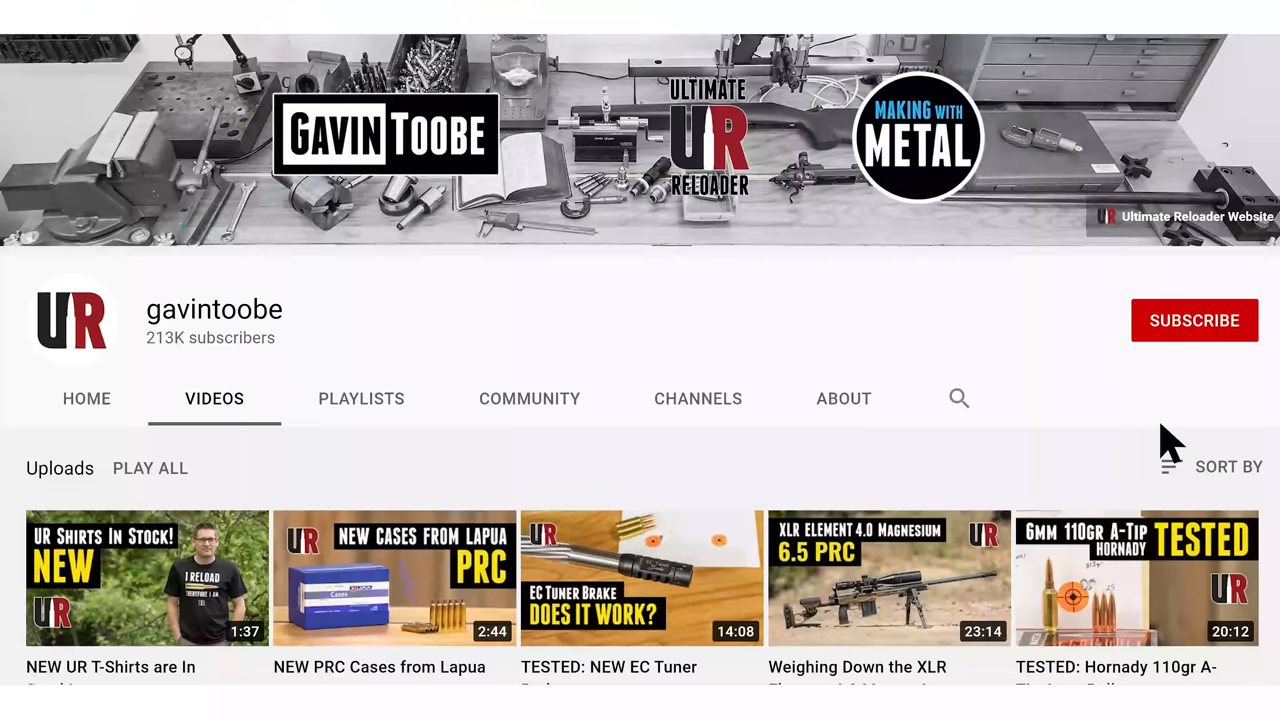 GAVIN TOOBE
ULTIMATE
UR
RELOADER
MAKING WITH
METAL
UR Ultimate Reloader Website
UR
gavintoobe
213K subscribers
SUBSCRIBE
HOME
VIDEOS
PLAYLISTS
COMMUNITY
CHANNELS
ABOUT
Uploads
PLAY ALL
SORT BY
UR SHIRTS IN STOCK!
NEW
UR
I RELOAD
THEREFORE I AM
1:37
UR
NEW CASES FROM LAPUA
PRC
Cases
2:44
UR
EC TUNER BRAKE
DOES IT WORK?
14:08
XLR ELEMENT 4.0 MAGNESIUM
6.5 PRC
UR
23:14
6MM 110GR A-TIP
HORNADY
TESTED
UR
20:12
NEW UR T-Shirts are In
NEW PRC Cases from Lapua
TESTED: NEW EC Tuner
Weighing Down the XLR
TESTED: Hornady 110gr A-